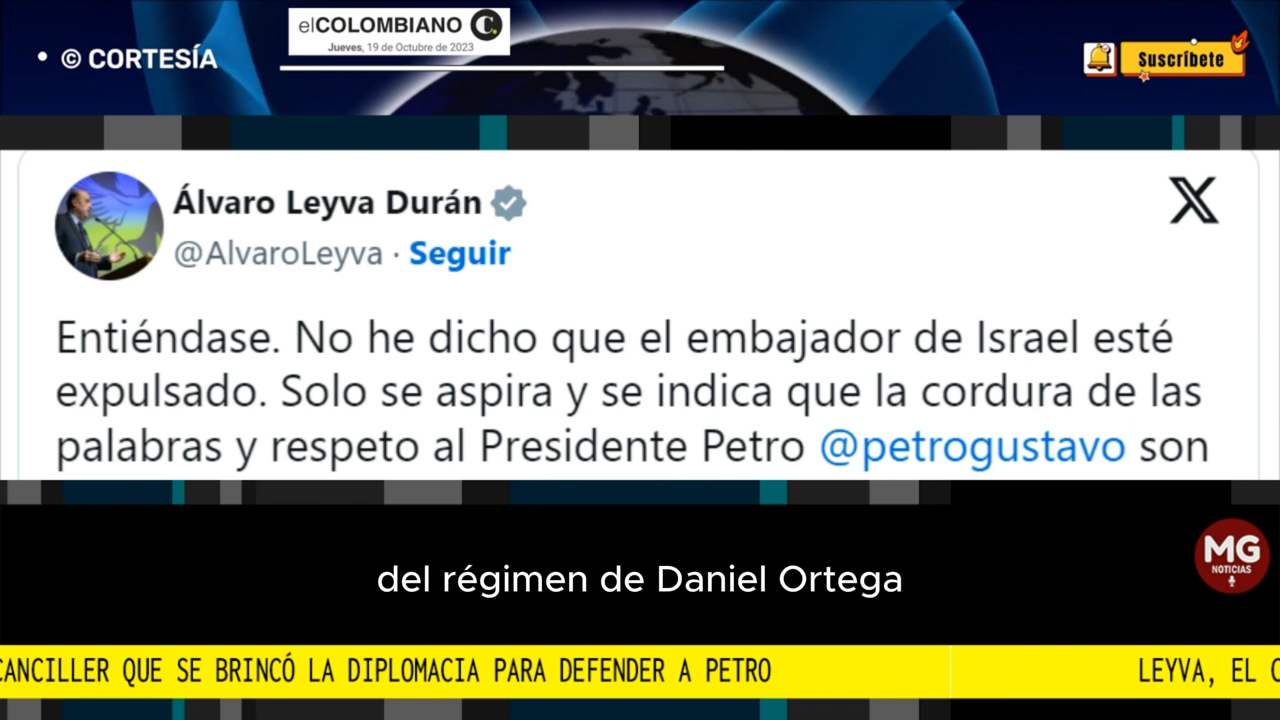 elCOLOMBIANO C.
Jueves, 19 de Octubre de 2023
• © CORTESÍA
Suscríbete
Álvaro Leyva Durán
@AlvaroLeyva · Seguir
X
Entiéndase. No he dicho que el embajador de Israel esté
expulsado. Solo se aspira y se indica que la cordura de las
palabras y respeto al Presidente Petro @petrogustavo son
del régimen de Daniel Ortega
MG
NOTICIAS
CANCILLER QUE SE BRINCÓ LA DIPLOMACIA PARA DEFENDER A PETRO LEYVA, EL C